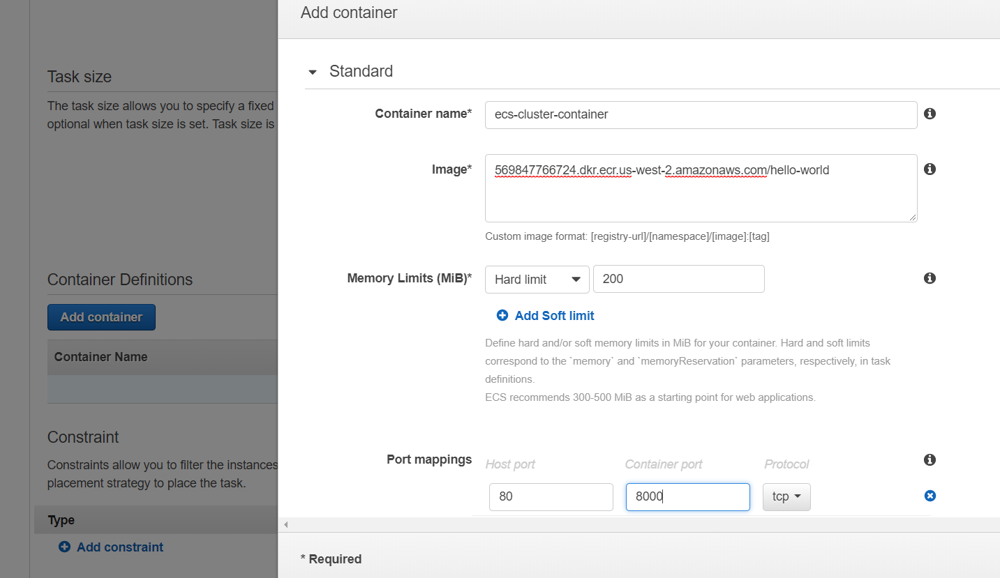 Add container
Standard
Container name*
ecs-cluster-container
Image*
569847766724.dkr.ecr.us-west-2.amazonaws.com/hello-world
Custom image format: [registry-url]/[namespace]/[image]:[tag]
Memory Limits (MiB)*
Hard limit
200
Add Soft limit
Define hard and/or soft memory limits in MiB for your container. Hard and soft limits
correspond to the `memory` and `memoryReservation` parameters, respectively, in task
definitions.
ECS recommends 300-500 MiB as a starting point for web applications.
Port mappings
Host port
Container port
Protocol
80
8000
tcp
* Required
Task size
The task size allows you to specify a fixed
optional when task size is set. Task size is
Container Definitions
Add container
Container Name
Constraint
Constraints allow you to filter the instances
placement strategy to place the task.
Type
Add constraint